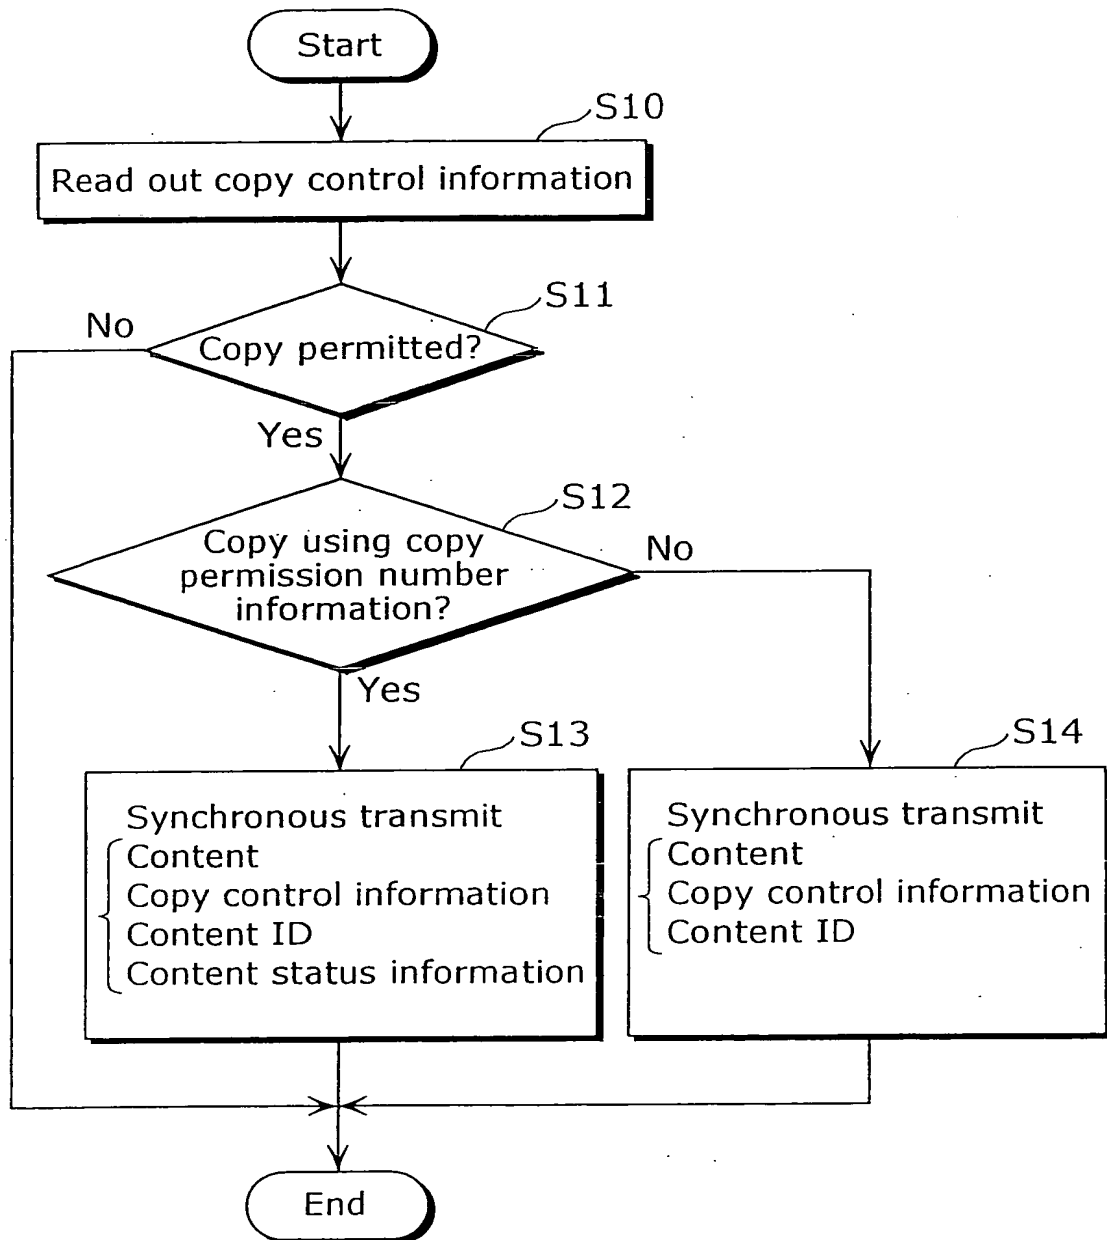 Start
S10
Read out copy control information
S11
No
Copy permitted?
Yes
S12
Copy using copy
permission number
information?
No
Yes
S13
Synchronous transmit
Content
Copy control information
Content ID
Content status information
S14
Synchronous transmit
Content
Copy control information
Content ID
End